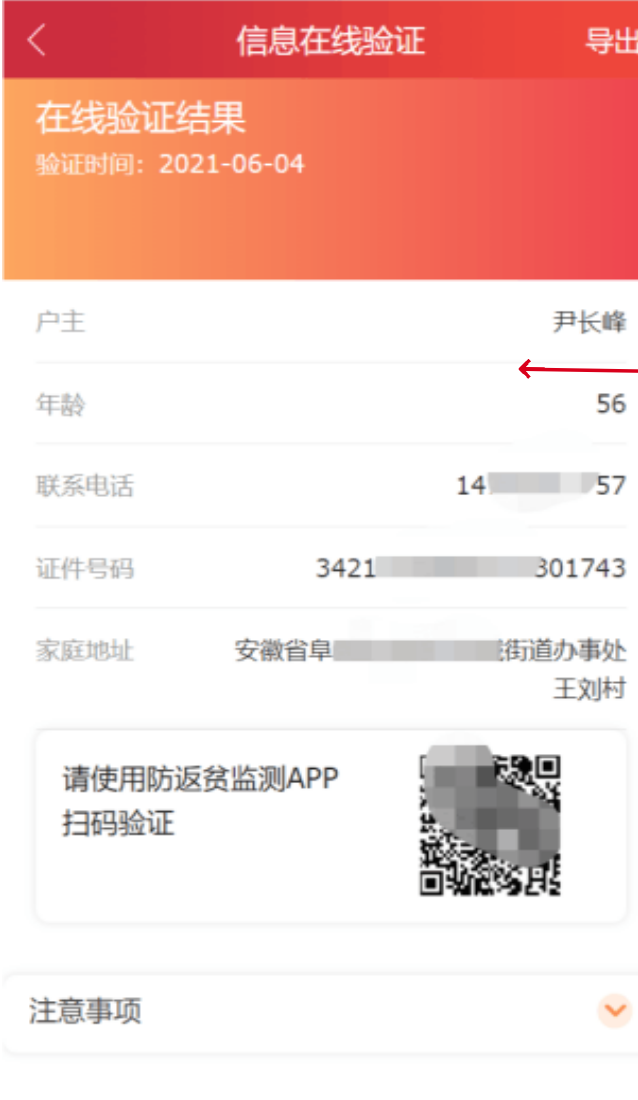 信息在线验证 导出
在线验证结果
验证时间：2021-06-04
户主 尹长峰
年龄 56
联系电话 14 57
证件号码 3421 301743
家庭地址 安徽省阜 街道办事处
王刘村
请使用防返贫监测APP
扫码验证
注意事项